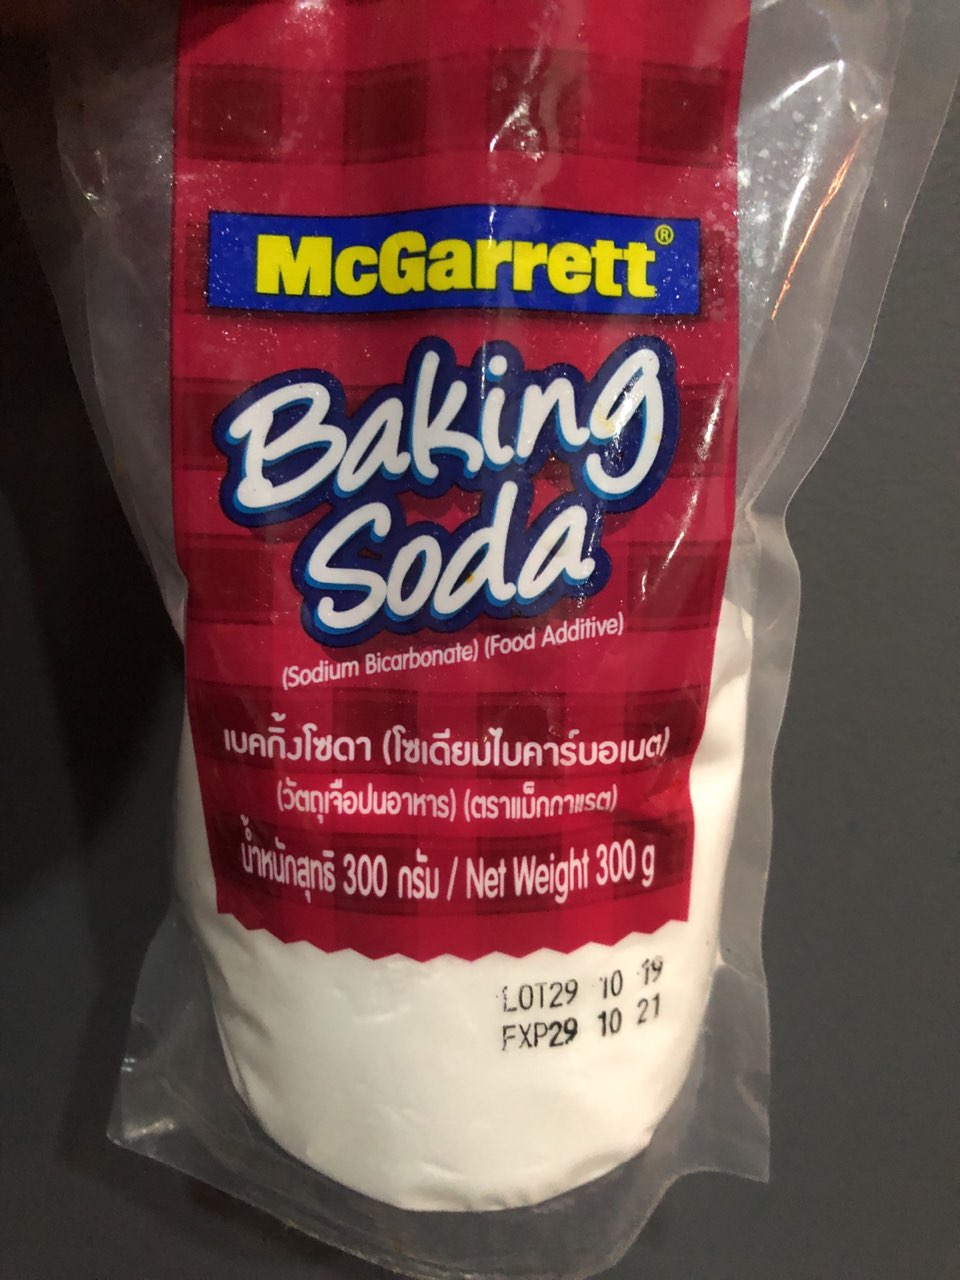 McGarrett®
Baking
Soda
(Sodium Bicarbonate) (Food Additive)
เบคกิ้งโซดา (โซเดียมไบคาร์บอเนต)
(วัตถุเจือปนอาหาร) (ตราแม็กกาแรต)
น้ำหนักสุทธิ 300 กรัม / Net Weight 300 g
LOT29 10 19
EXP29 10 21